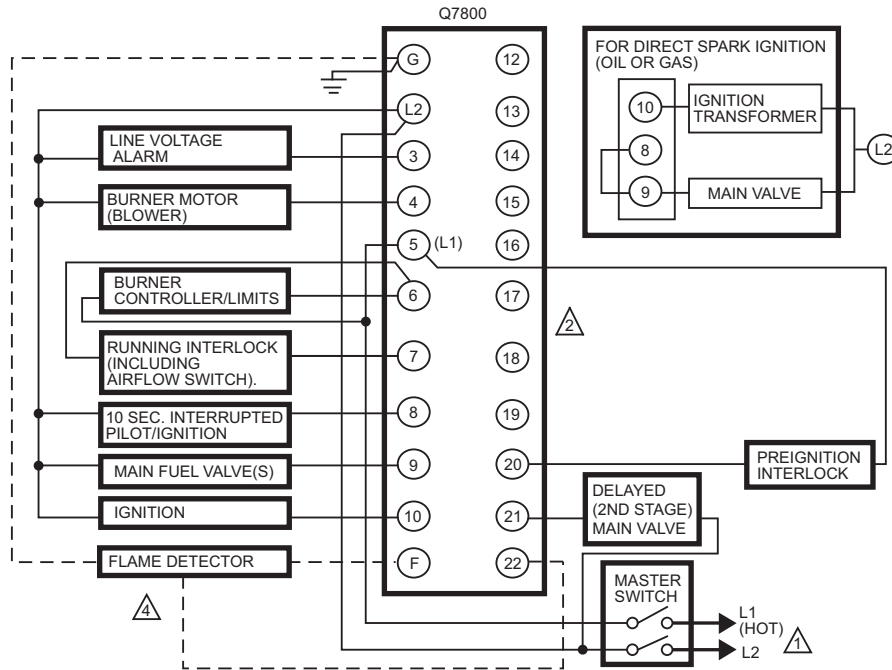 Q7800
G
L2
3
4
5
(L1)
6
7
8
9
10
F
12
13
14
15
16
17
18
19
20
21
22
LINE VOLTAGE
ALARM
BURNER MOTOR
(BLOWER)
BURNER
CONTROLLER/LIMITS
RUNNING INTERLOCK
(INCLUDING
AIRFLOW SWITCH).
10 SEC. INTERRUPTED
PILOT/IGNITION
MAIN FUEL VALVE(S)
IGNITION
FLAME DETECTOR
4
2
FOR DIRECT SPARK IGNITION
(OIL OR GAS)
10
IGNITION
TRANSFORMER
8
9
MAIN VALVE
L2
PREIGNITION
INTERLOCK
DELAYED
(2ND STAGE)
MAIN VALVE
MASTER
SWITCH
L1
(HOT)
L2
1